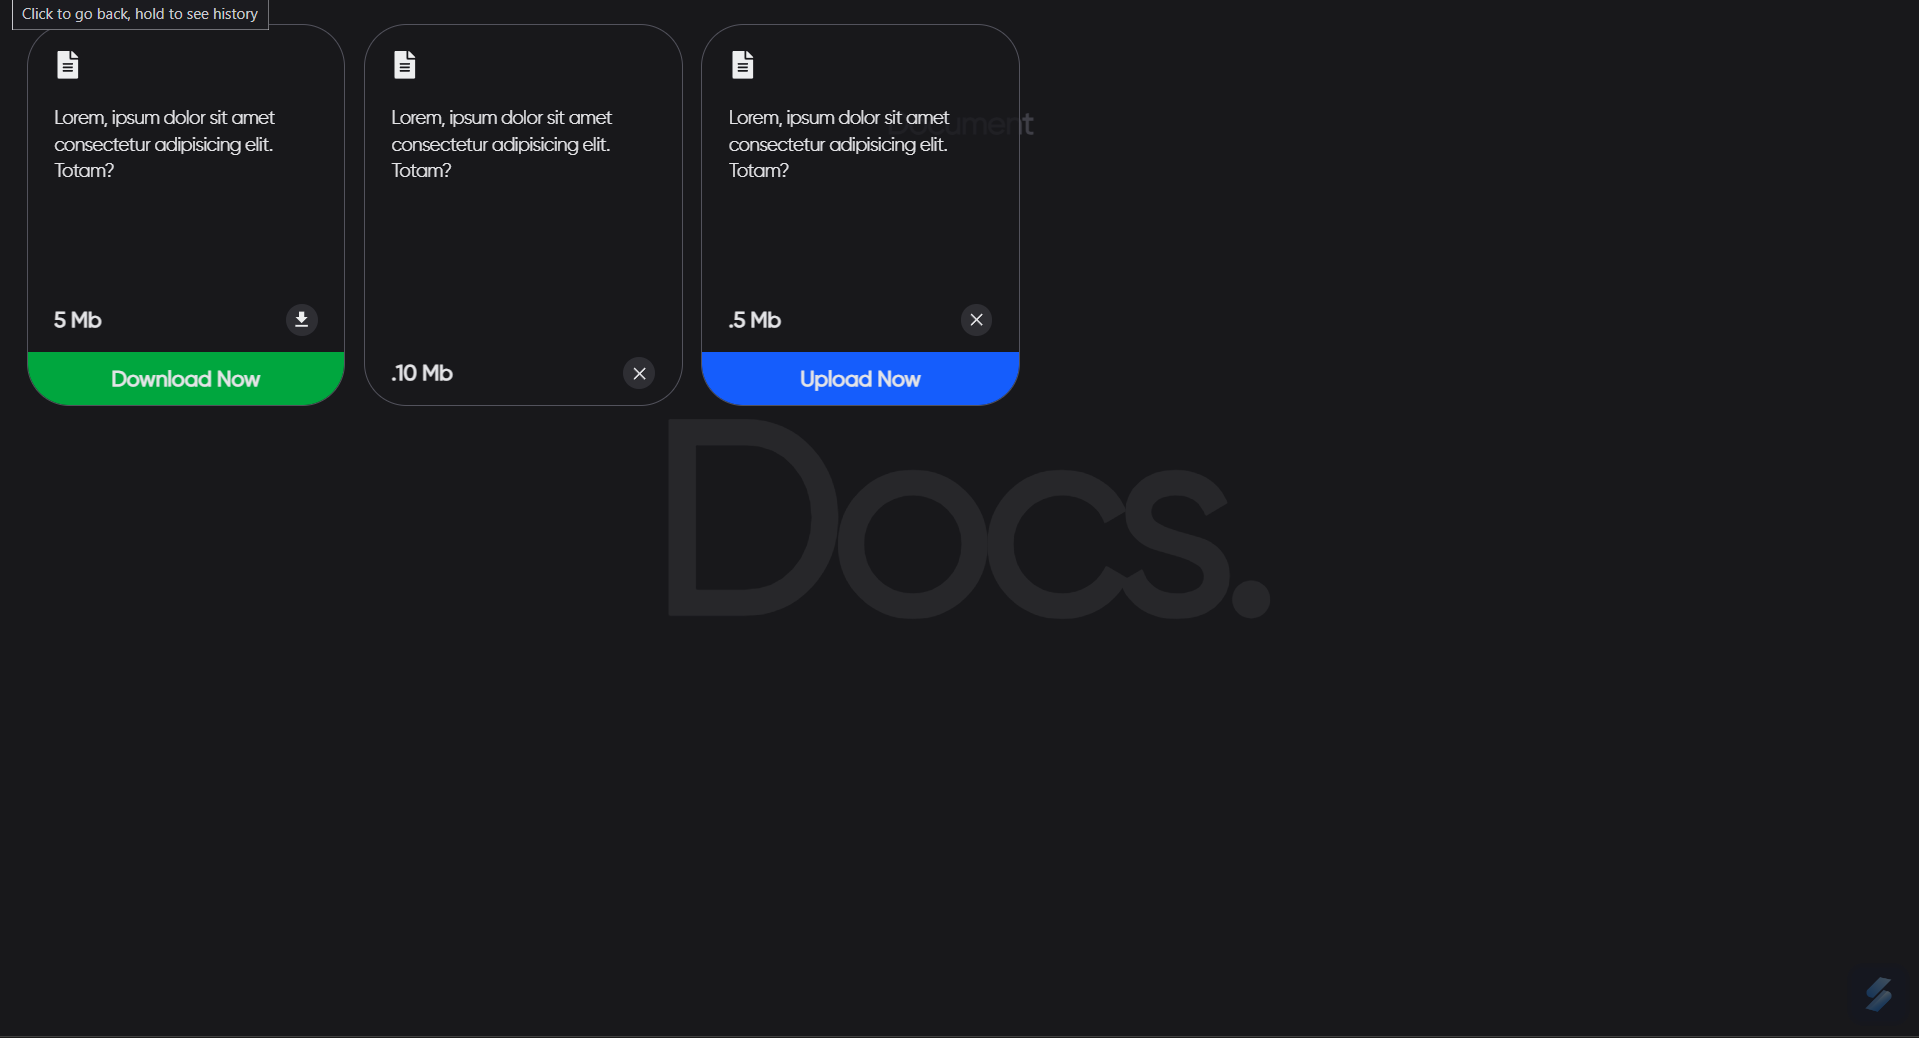 Click to go back, hold to see history
Lorem, ipsum dolor sit amet
consectetur adipisicing elit.
Totam?
5 Mb
Download Now
Lorem, ipsum dolor sit amet
consectetur adipisicing elit.
Totam?
.10 Mb
Document
Lorem, ipsum dolor sit amet
consectetur adipisicing elit.
Totam?
.5 Mb
Upload Now
Docs.